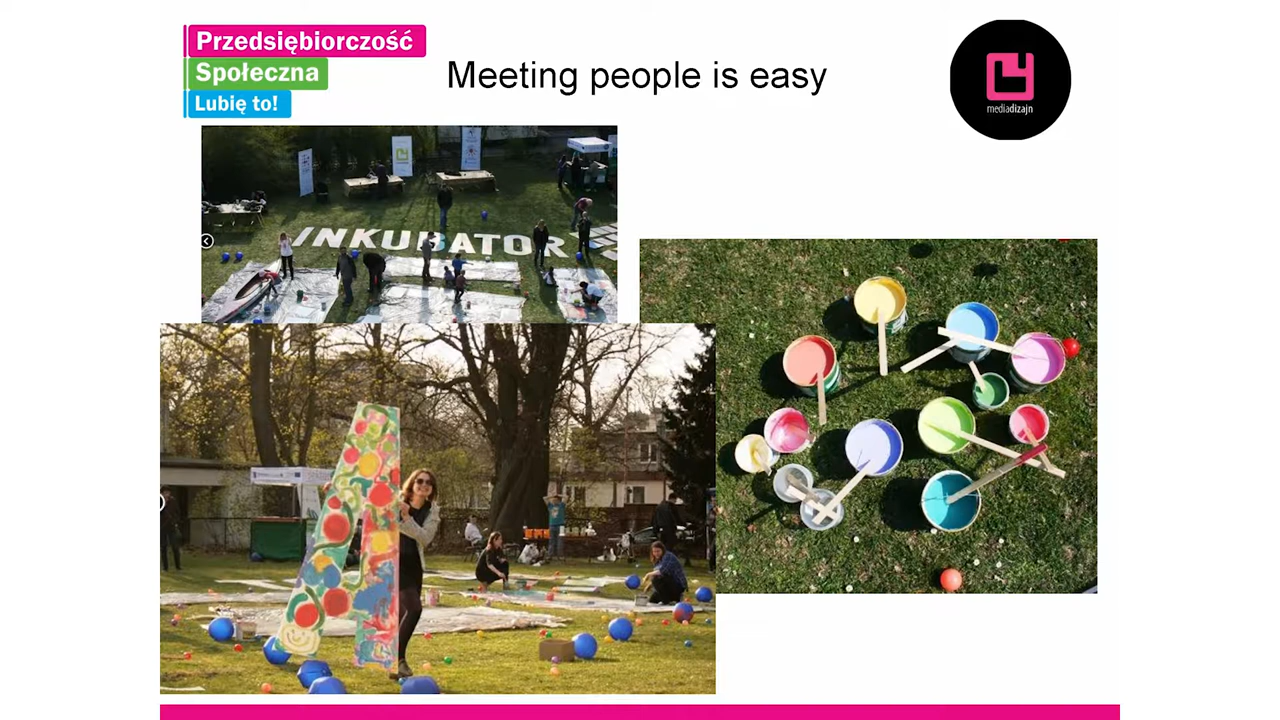 Przedsiębiorczość
Społeczna
Lubię to!
Meeting people is easy
mediadizajn
INKUBATOR